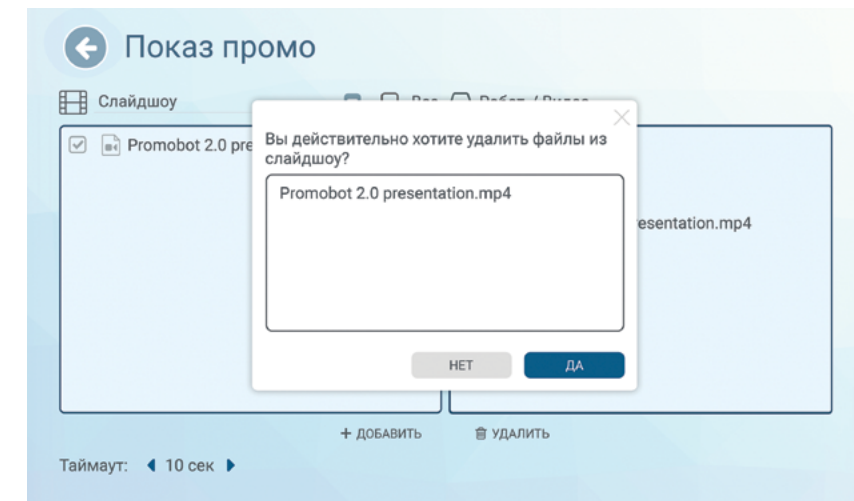 Показ промо
Слайдшоу
Promobot 2.0 pre
Вы действительно хотите удалить файлы из
слайдшоу?
Promobot 2.0 presentation.mp4
esentation.mp4
НЕТ
ДА
+ ДОБАВИТЬ
УДАЛИТЬ
Таймаут: 10 сек